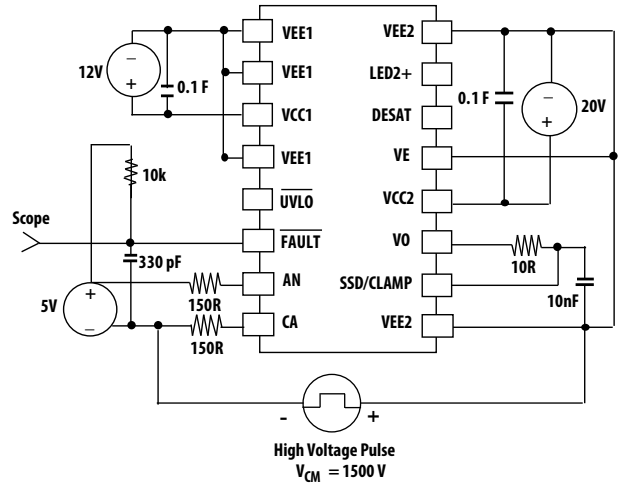 VEE1
VEE1
VCC1
VEE1
UVLO
FAULT
AN
CA
VEE2
LED2+
DESAT
VE
VCC2
VO
SSD/CLAMP
VEE2
12V
−
+
0.1 F
10k
Scope
330 pF
5V
+
−
150R
150R
0.1 F
−
+
20V
10R
10nF
- +
High Voltage Pulse
VCM = 1500 V